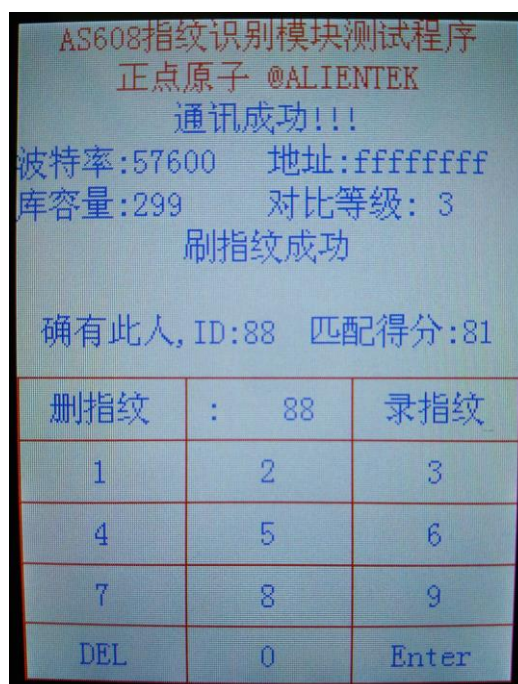 AS608指纹识别模块测试程序
正点原子 @ALIENTEK
通讯成功!!!
波特率:57600 地址:ffffffff
库容量:299 对比等级: 3
刷指纹成功
确有此人,ID:88 匹配得分:81
删指纹 : 88 录指纹
1 2 3
4 5 6
7 8 9
DEL 0 Enter